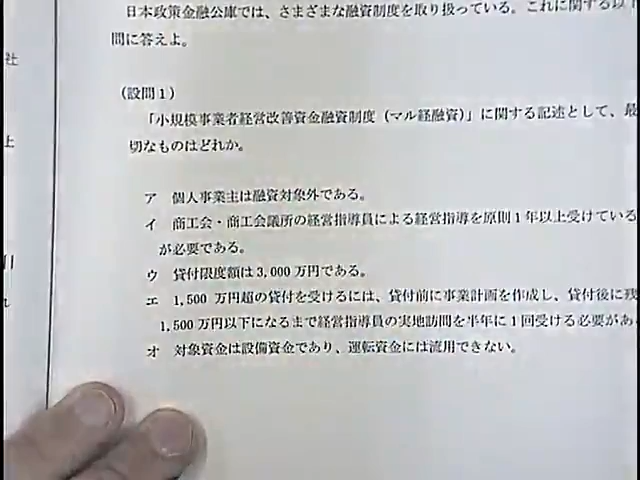 社
上
れ
日本政策金融公庫では、さまざまな融資制度を取り扱っている。これに関する以下
問に答えよ。
（設問１）
「小規模事業者経営改善資金融資制度（マル経融資）」に関する記述として、最
切なものはどれか。
ア 個人事業主は融資対象外である。
イ 商工会・商工会議所の経営指導員による経営指導を原則１年以上受けている
が必要である。
ウ 貸付限度額は 3,000 万円である。
エ 1,500 万円超の貸付を受けるには、貸付前に事業計画を作成し、貸付後に残
1,500 万円以下になるまで経営指導員の実地訪問を半年に１回受ける必要があ
オ 対象資金は設備資金であり、運転資金には流用できない。